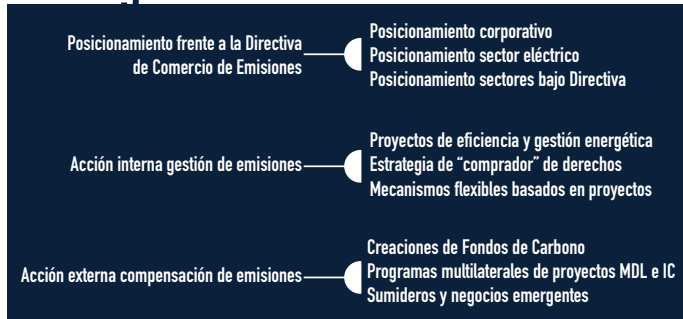 Posicionamiento frente a la Directiva
de Comercio de Emisiones
Posicionamiento corporativo
Posicionamiento sector eléctrico
Posicionamiento sectores bajo Directiva
Acción interna gestión de emisiones
Proyectos de eficiencia y gestión energética
Estrategia de “comprador” de derechos
Mecanismos flexibles basados en proyectos
Acción externa compensación de emisiones
Creaciones de Fondos de Carbono
Programas multilaterales de proyectos MDL e IC
Sumideros y negocios emergentes